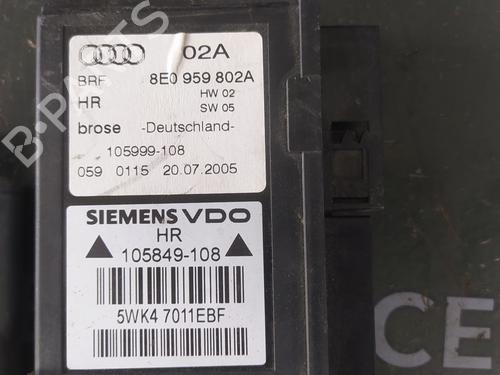 02A
BRF 8E0 959 802A
HR HW 02
SW 05
brose -Deutschland-
105999-108
059 0115 20.07.2005
SIEMENS VDO
HR
105849-108
5WK4 7011EBF
CE
B-PARTS